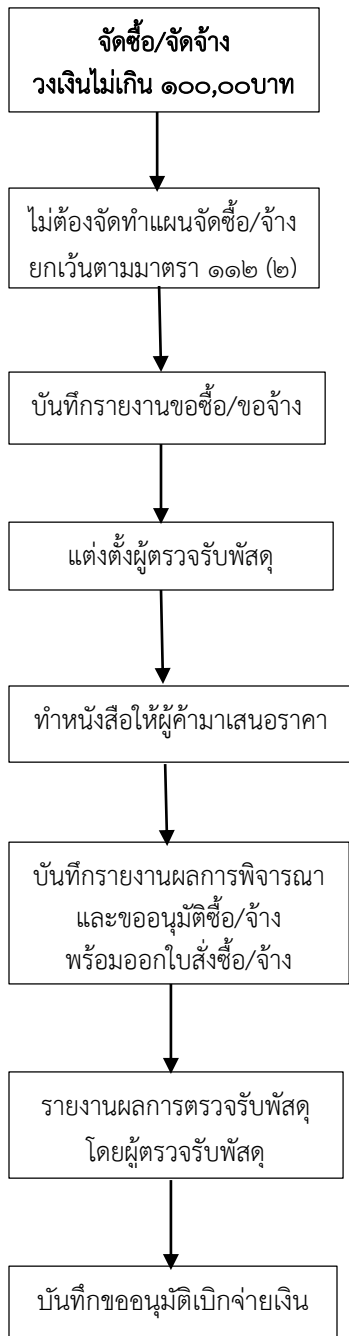 จัดซื้อ/จัดจ้าง
วงเงินไม่เกิน ๑๐๐,๐๐บาท
ไม่ต้องจัดทำแผนจัดซื้อ/จ้าง
ยกเว้นตามมาตรา ๑๑๒ (๒)
บันทึกรายงานขอซื้อ/ขอจ้าง
แต่งตั้งผู้ตรวจรับพัสดุ
ทำหนังสือให้ผู้ค้ามาเสนอราคา
บันทึกรายงานผลการพิจารณา
และขออนุมัติซื้อ/จ้าง
พร้อมออกใบสั่งซื้อ/จ้าง
รายงานผลการตรวจรับพัสดุ
โดยผู้ตรวจรับพัสดุ
บันทึกขออนุมัติเบิกจ่ายเงิน